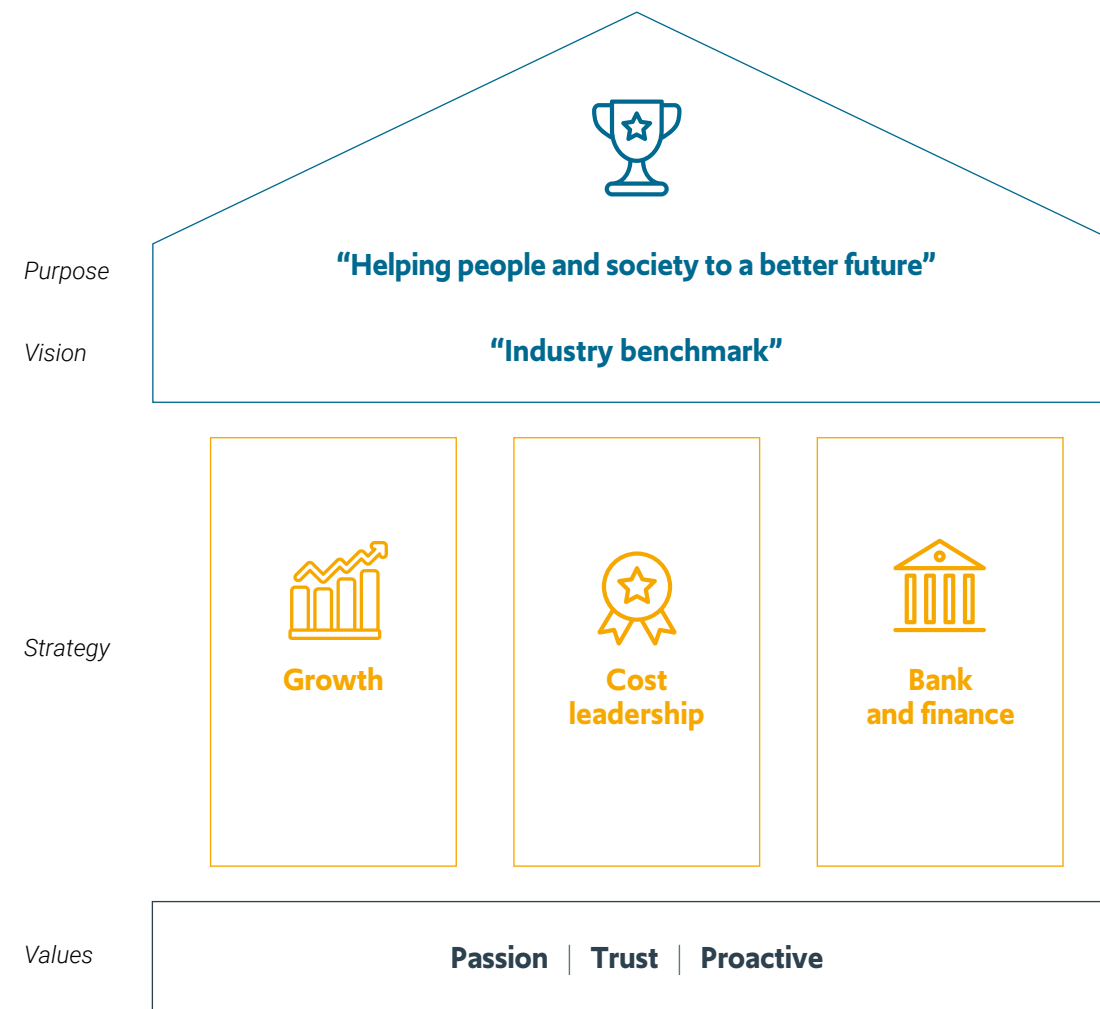 Purpose
“Helping people and society to a better future”
Vision
“Industry benchmark”
Strategy
Growth
Cost
leadership
Bank
and finance
Values
Passion | Trust | Proactive